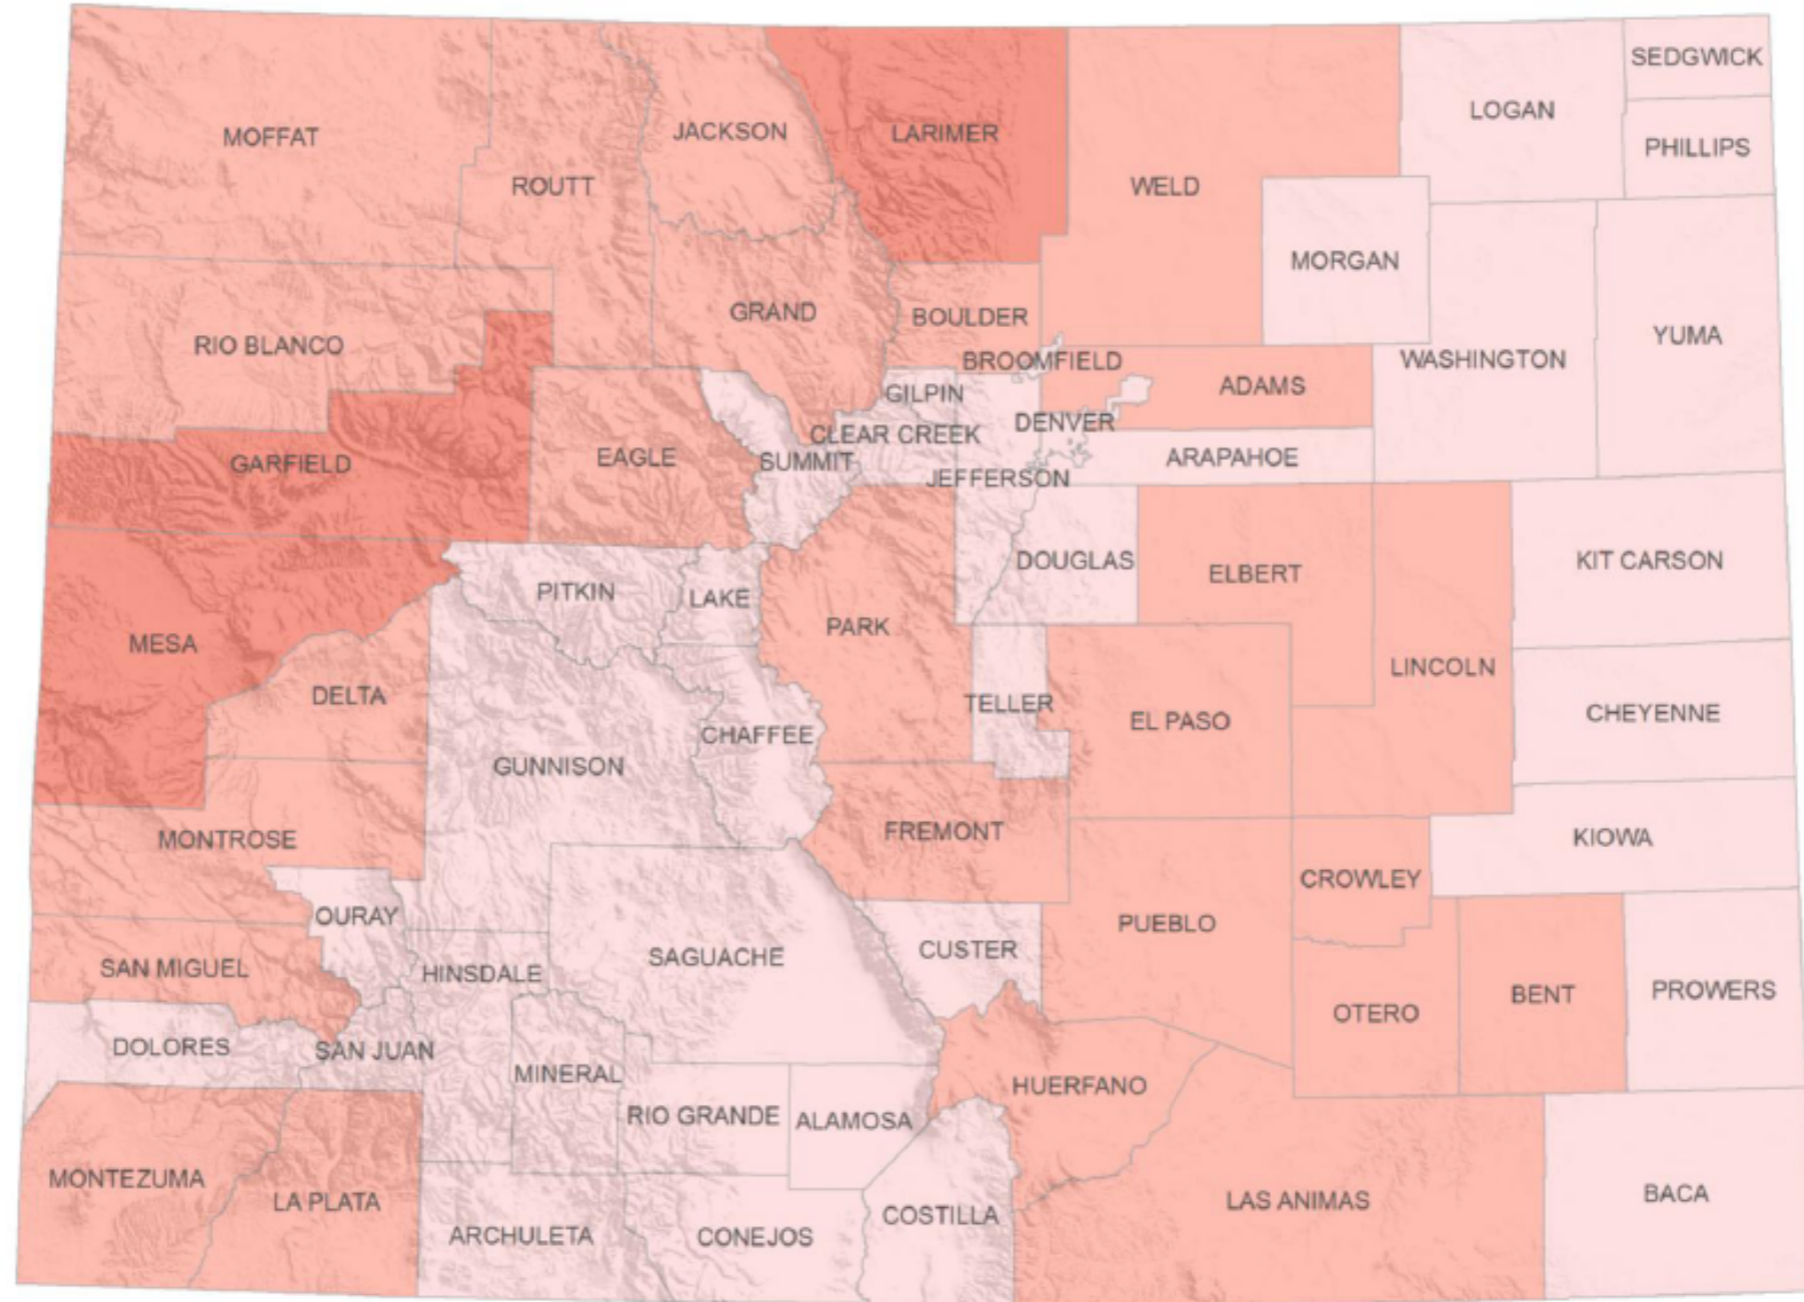 SEDGWICK
LOGAN
MOFFAT
JACKSON
LARIMER
PHILLIPS
ROUTT
WELD
MORGAN
GRAND
BOULDER
YUMA
RIO BLANCO
BROOMFIELD
WASHINGTON
GILPIN
ADAMS
DENVER
CLEAR CREEK
GARFIELD
EAGLE
SUMMIT
ARAPAHOE
JEFFERSON
DOUGLAS
KIT CARSON
ELBERT
PITKIN
LAKE
PARK
MESA
LINCOLN
DELTA
TELLER
CHEYENNE
EL PASO
CHAFFEE
GUNNISON
FREMONT
MONTROSE
KIOWA
CROWLEY
OURAY
PUEBLO
CUSTER
SAGUACHE
SAN MIGUEL
HINSDALE
PROWERS
BENT
OTERO
DOLORES
SAN JUAN
MINERAL
HUERFANO
RIO GRANDE
ALAMOSA
MONTEZUMA
BACA
LA PLATA
LAS ANIMAS
COSTILLA
ARCHULETA
CONEJOS